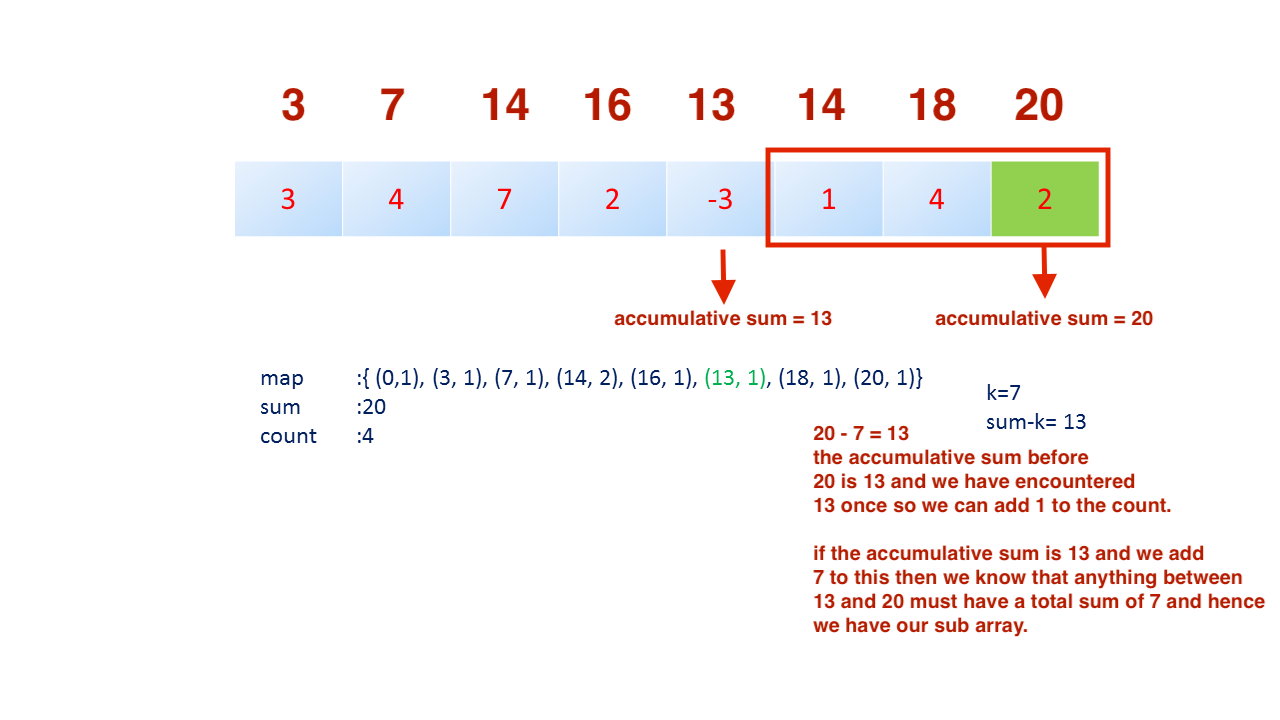 3 7 14 16 13 14 18 20
3 4 7 2 -3 1 4 2
accumulative sum = 13 accumulative sum = 20
map :{ (0,1), (3, 1), (7, 1), (14, 2), (16, 1), (13, 1), (18, 1), (20, 1)}
sum :20
count :4
k=7
sum-k= 13
20 - 7 = 13
the accumulative sum before
20 is 13 and we have encountered
13 once so we can add 1 to the count.
if the accumulative sum is 13 and we add
7 to this then we know that anything between
13 and 20 must have a total sum of 7 and hence
we have our sub array.